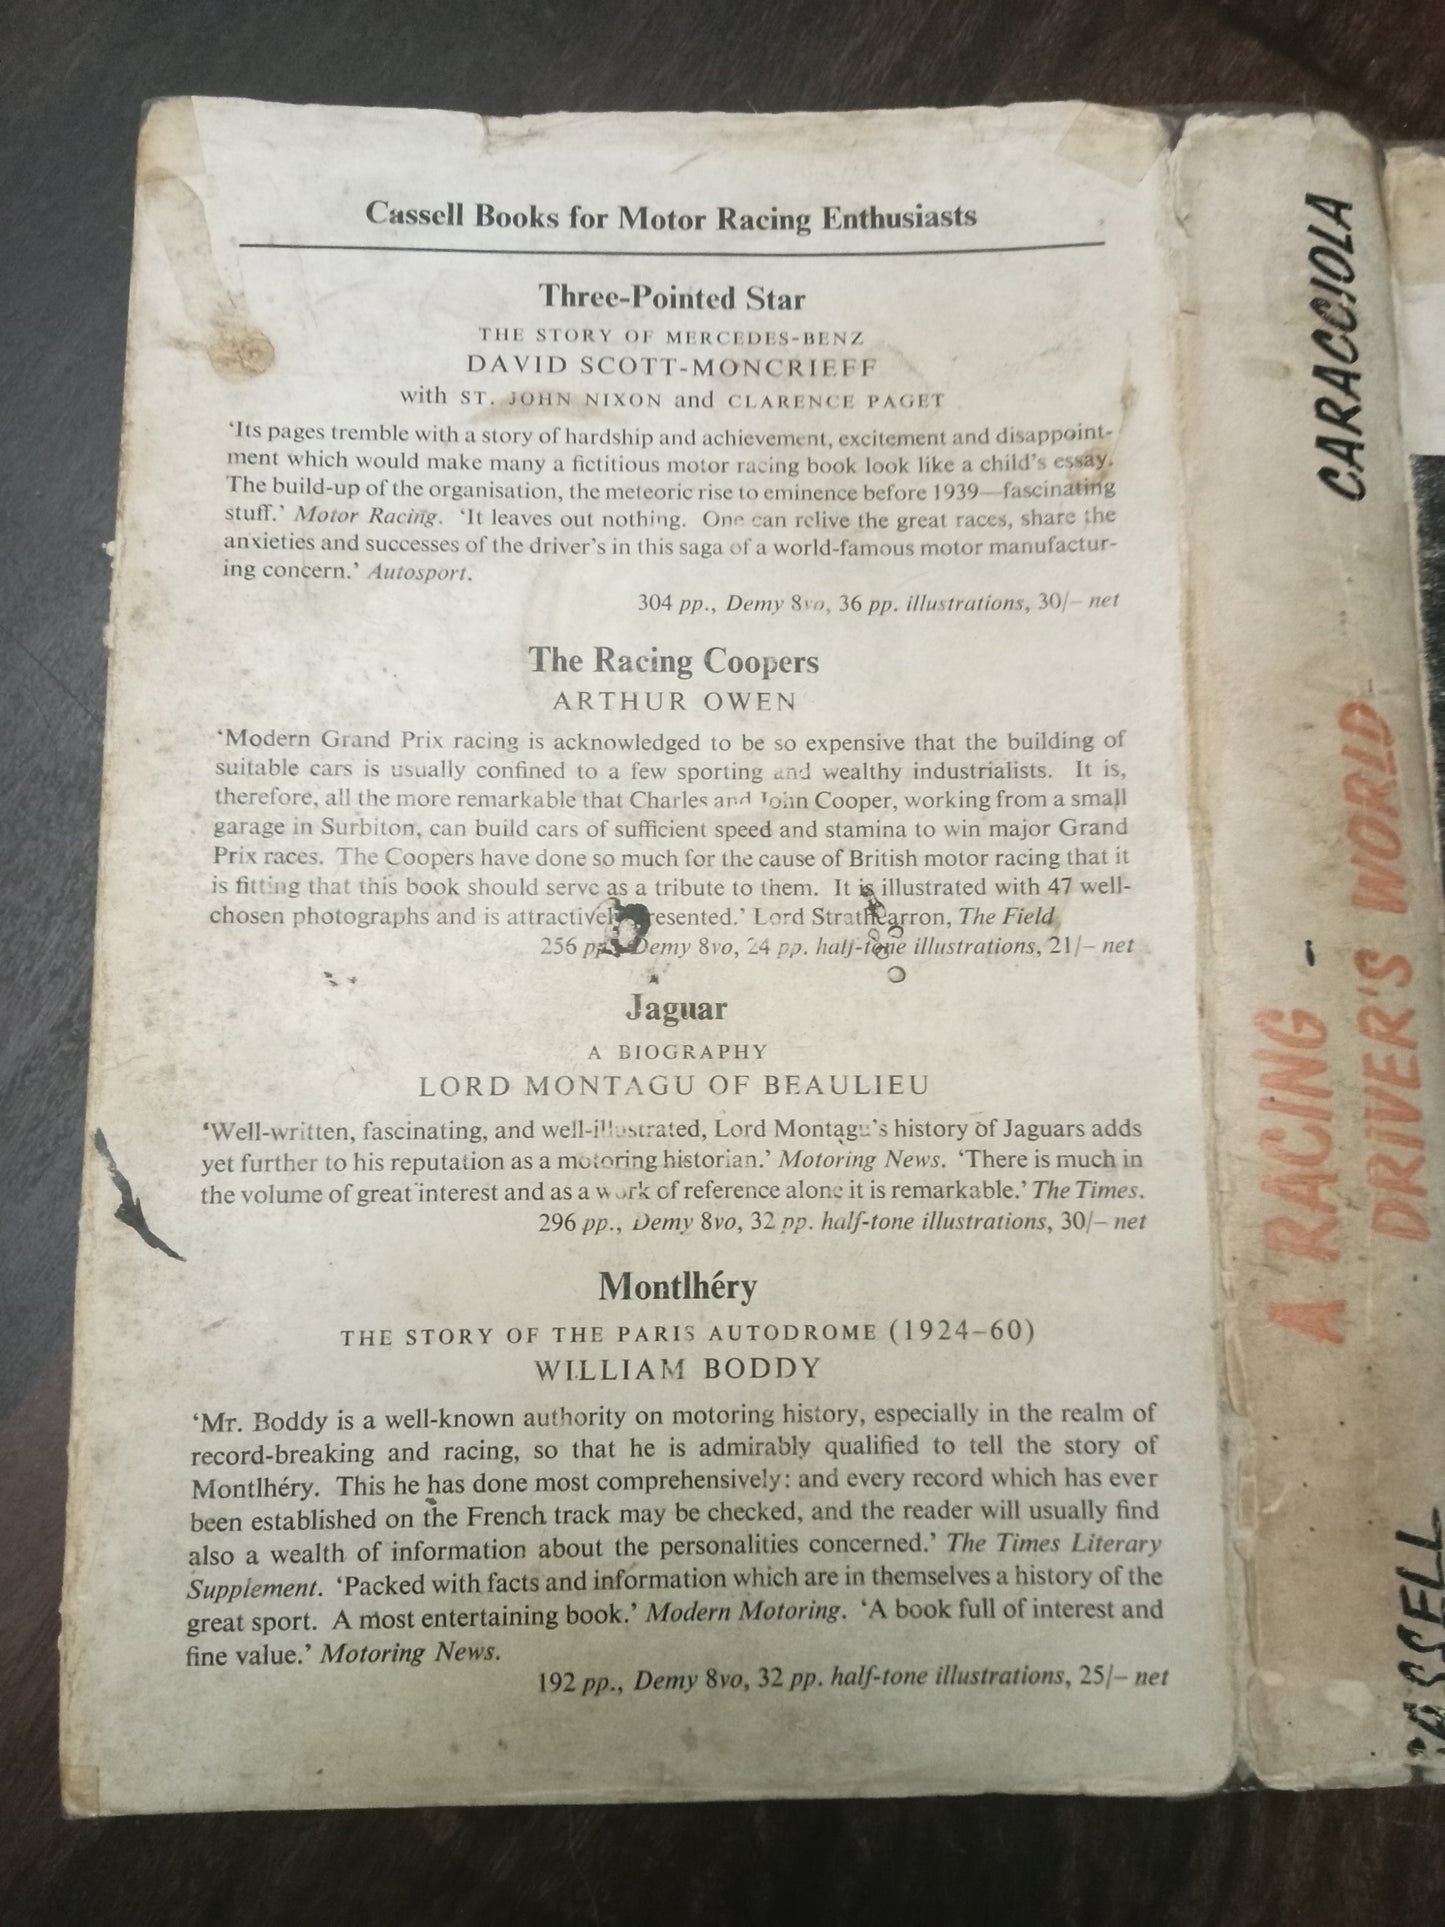 Cassell Books for Motor Racing Enthusiasts
Three-Pointed Star
THE STORY OF MERCEDES-BENZ
DAVID SCOTT-MONCRIEFF
with ST. JOHN NIXON and CLARENCE PAGET
‘Its pages tremble with a story of hardship and achievement, excitement and disappoint-
ment which would make many a fictitious motor racing book look like a child’s essay.
The build-up of the organisation, the meteoric rise to eminence before 1939—fascinating
stuff.’ Motor Racing. ‘It leaves out nothing. One can relive the great races, share the
anxieties and successes of the driver’s in this saga of a world-famous motor manufactur-
ing concern.’ Autosport.
304 pp., Demy 8vo, 36 pp. illustrations, 30/– net
The Racing Coopers
ARTHUR OWEN
‘Modern Grand Prix racing is acknowledged to be so expensive that the building of
suitable cars is usually confined to a few sporting and wealthy industrialists. It is,
therefore, all the more remarkable that Charles and John Cooper, working from a small
garage in Surbiton, can build cars of sufficient speed and stamina to win major Grand
Prix races. The Coopers have done so much for the cause of British motor racing that it
is fitting that this book should serve as a tribute to them. It is illustrated with 47 well-
chosen photographs and is attractively presented.’ Lord Strathcarron, The Field
256 pp., Demy 8vo, 24 pp. half-tone illustrations, 21/– net
Jaguar
A BIOGRAPHY
LORD MONTAGU OF BEAULIEU
‘Well-written, fascinating, and well-illustrated, Lord Montagu’s history of Jaguars adds
yet further to his reputation as a motoring historian.’ Motoring News. ‘There is much in
the volume of great interest and as a work of reference alone it is remarkable.’ The Times.
296 pp., Demy 8vo, 32 pp. half-tone illustrations, 30/– net
Montlhéry
THE STORY OF THE PARIS AUTODROME (1924–60)
WILLIAM BODDY
‘Mr. Boddy is a well-known authority on motoring history, especially in the realm of
record-breaking and racing, so that he is admirably qualified to tell the story of
Montlhéry. This he has done most comprehensively: and every record which has ever
been established on the French track may be checked, and the reader will usually find
also a wealth of information about the personalities concerned.’ The Times Literary
Supplement. ‘Packed with facts and information which are in themselves a history of the
great sport. A most entertaining book.’ Modern Motoring. ‘A book full of interest and
fine value.’ Motoring News.
192 pp., Demy 8vo, 32 pp. half-tone illustrations, 25/– net
A RACING
DRIVER'S WORLD
CARACCIOLA
CASSELL